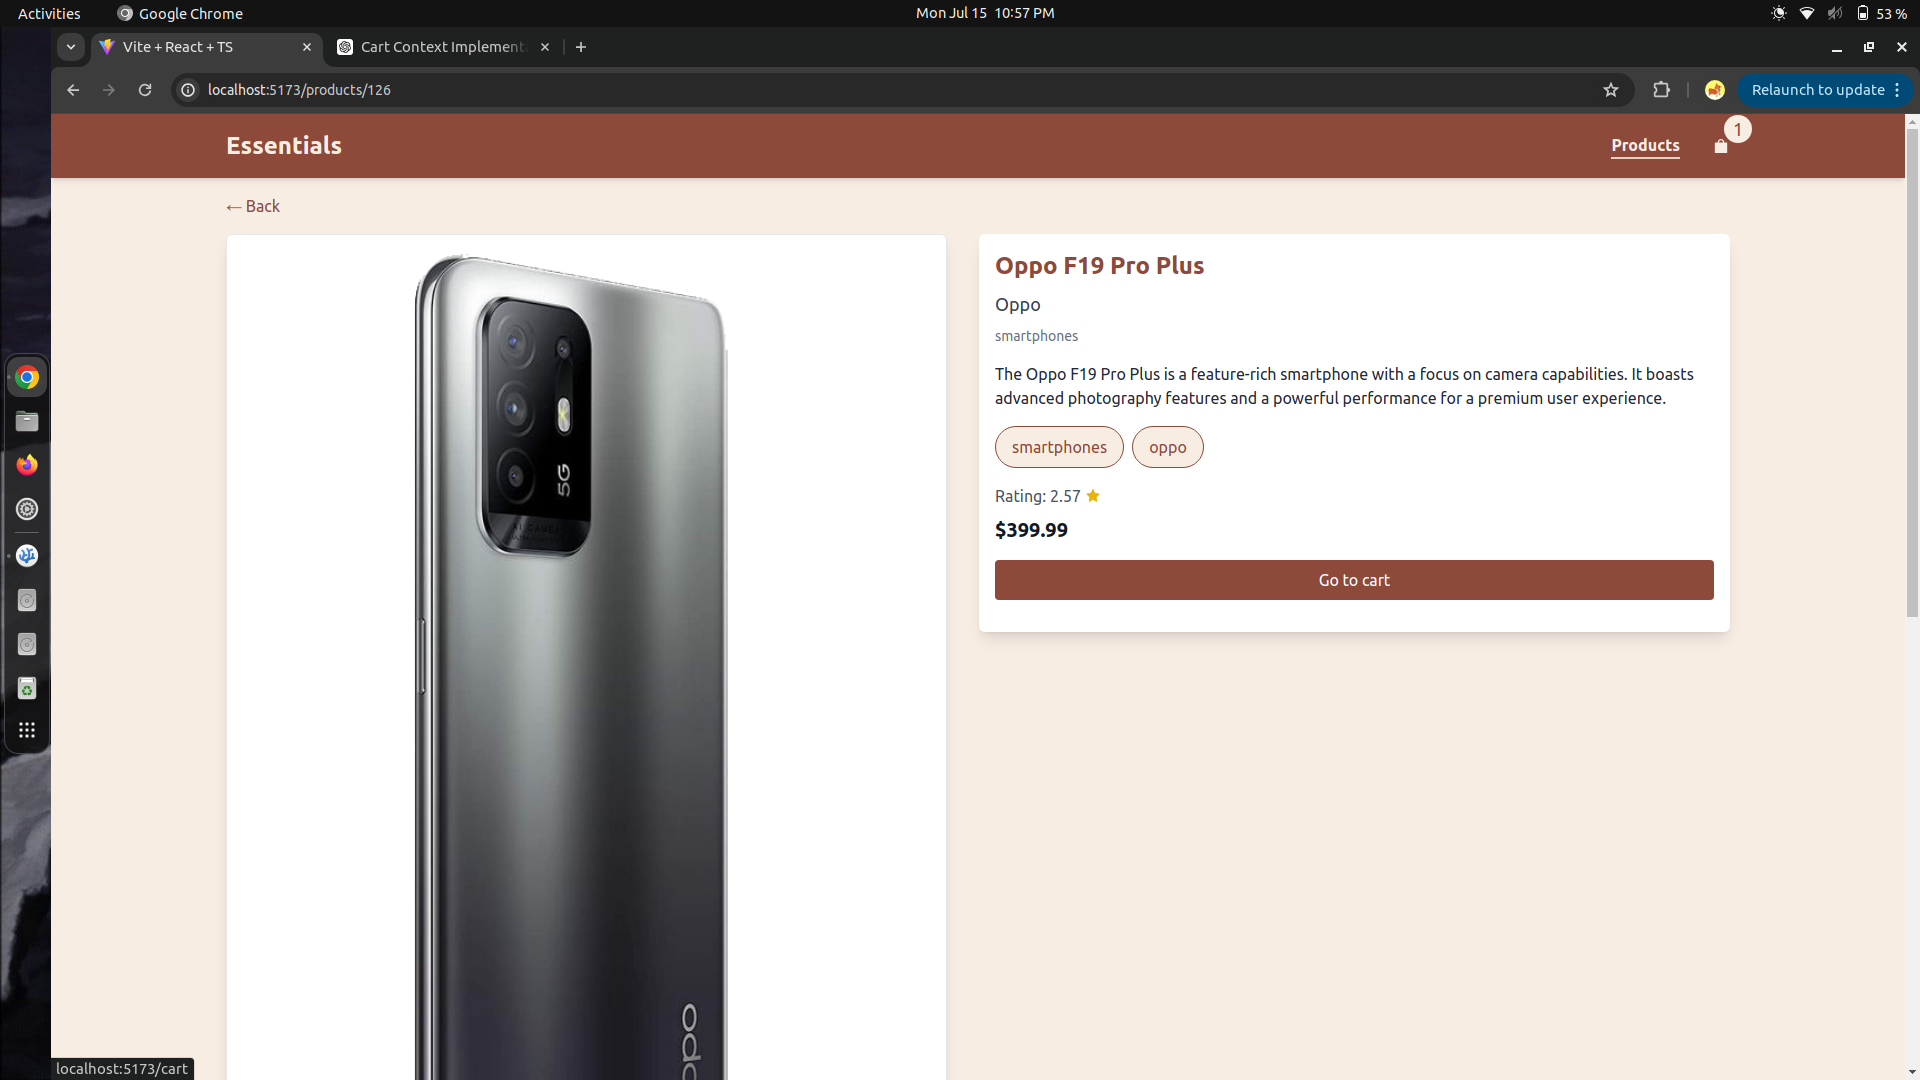 Activities
Google Chrome
Mon Jul 15 10:57 PM
53 %
Vite + React + TS
Cart Context Implement
localhost:5173/products/126
Relaunch to update
Essentials
Products
1
← Back
Oppo F19 Pro Plus
Oppo
smartphones
The Oppo F19 Pro Plus is a feature-rich smartphone with a focus on camera capabilities. It boasts
advanced photography features and a powerful performance for a premium user experience.
smartphones
oppo
Rating: 2.57
$399.99
Go to cart
5G
AI CAMERA
oppo
localhost:5173/cart